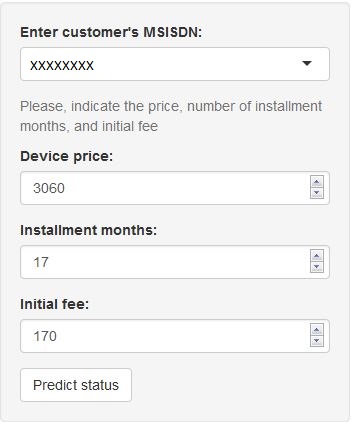 Enter customer's MSISDN:
xxxxxxxx
Please, indicate the price, number of installment
months, and initial fee
Device price:
3060
Installment months:
17
Initial fee:
170
Predict status